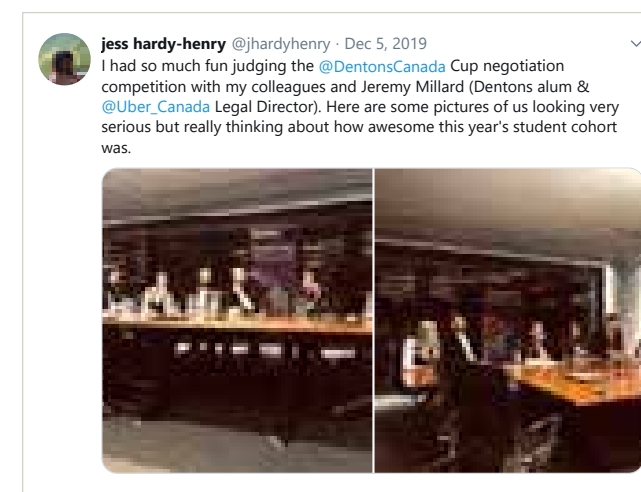 jess hardy-henry @jhardyhenry · Dec 5, 2019
I had so much fun judging the @DentonsCanada Cup negotiation
competition with my colleagues and Jeremy Millard (Dentons alum &
@Uber_Canada Legal Director). Here are some pictures of us looking very
serious but really thinking about how awesome this year's student cohort
was.